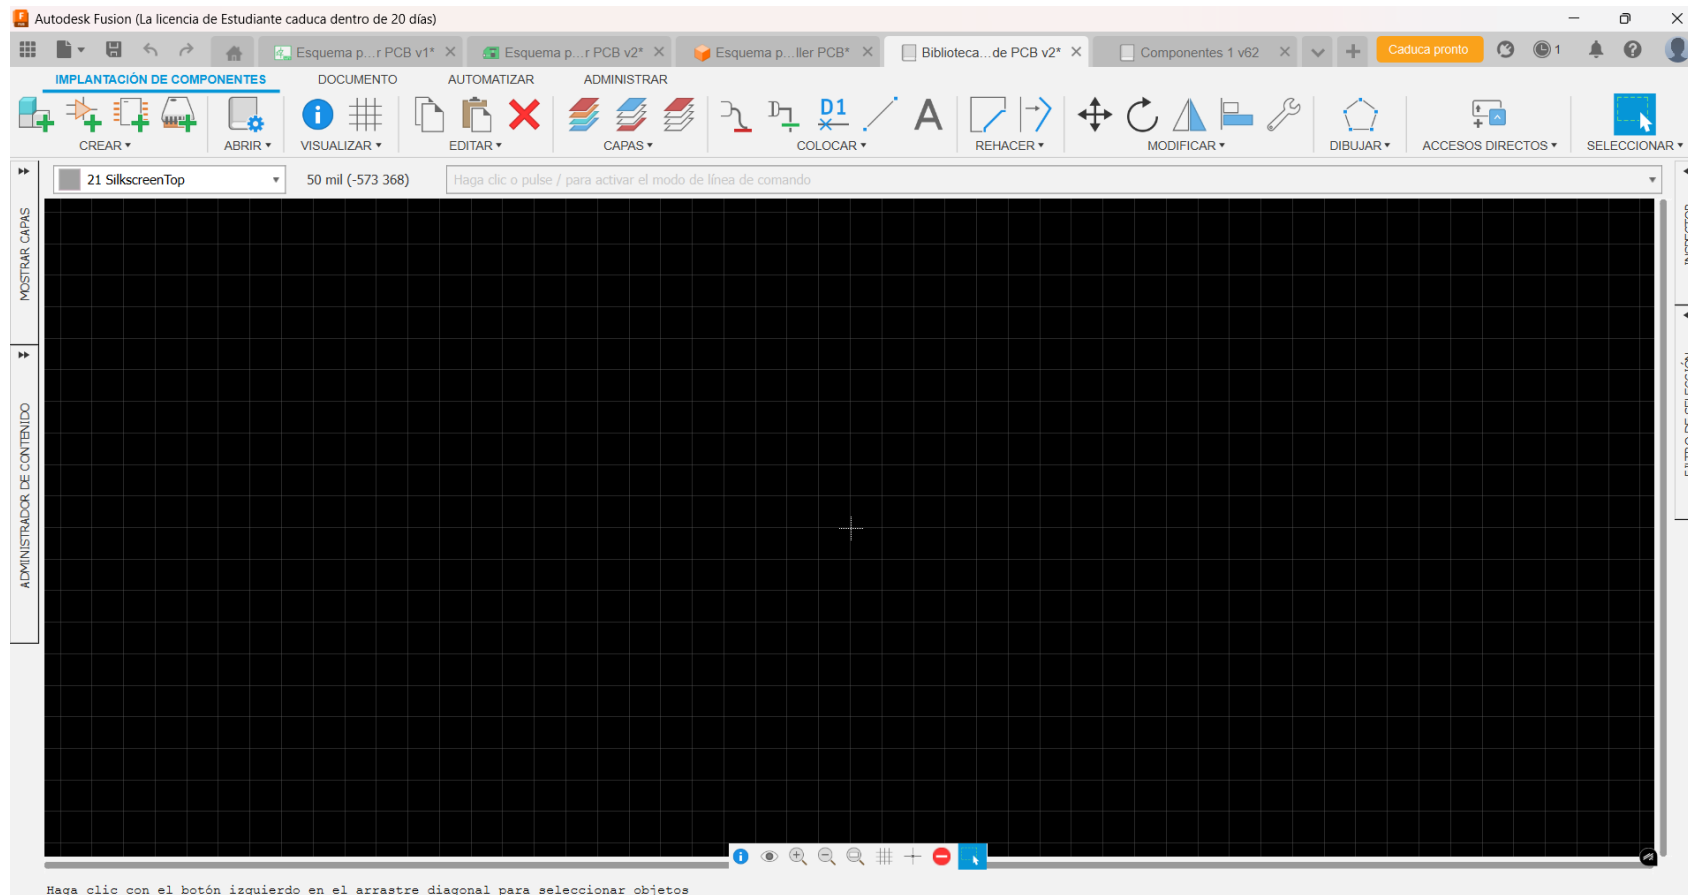 Autodesk Fusion (La licencia de Estudiante caduca dentro de 20 días)
Esquema p...r PCB v1*
Esquema p...r PCB v2*
Esquema p...ller PCB*
Biblioteca...de PCB v2*
Componentes 1 v62
Caduca pronto
1
IMPLANTACIÓN DE COMPONENTES
DOCUMENTO
AUTOMATIZAR
ADMINISTRAR
CREAR
ABRIR
VISUALIZAR
EDITAR
CAPAS
COLOCAR
REHACER
MODIFICAR
DIBUJAR
ACCESOS DIRECTOS
SELECCIONAR
21 SilkscreenTop
50 mil (-573 368)
Haga clic o pulse / para activar el modo de línea de comando
MOSTRAR CAPAS
ADMINISTRADOR DE CONTENIDO
INSPECTOR
FILTRO DE SELECCIÓN
Haga clic con el botón izquierdo en el arrastre diagonal para seleccionar objetos